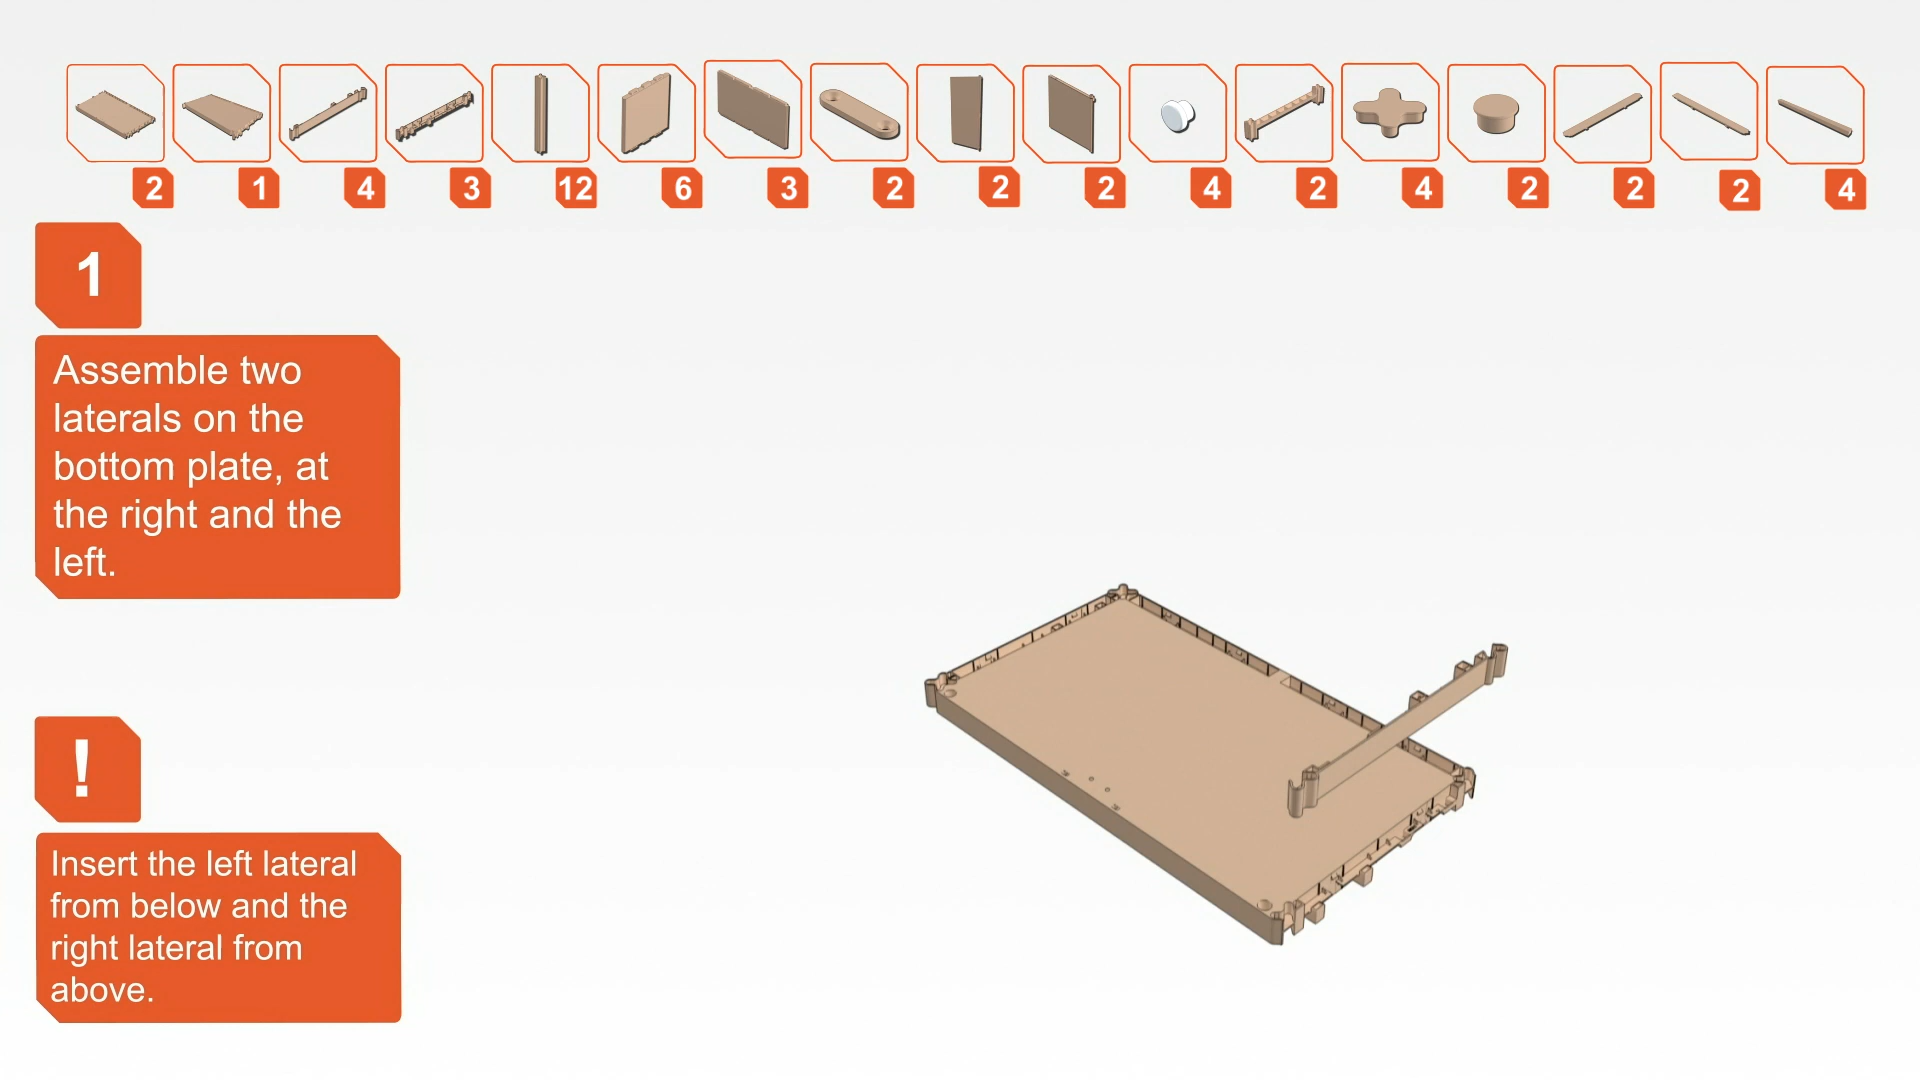 2 1 4 3 12 6 3 2 2 2 4 2 4 2 2 2 4
1
Assemble two
laterals on the
bottom plate, at
the right and the
left.
!
Insert the left lateral
from below and the
right lateral from
above.